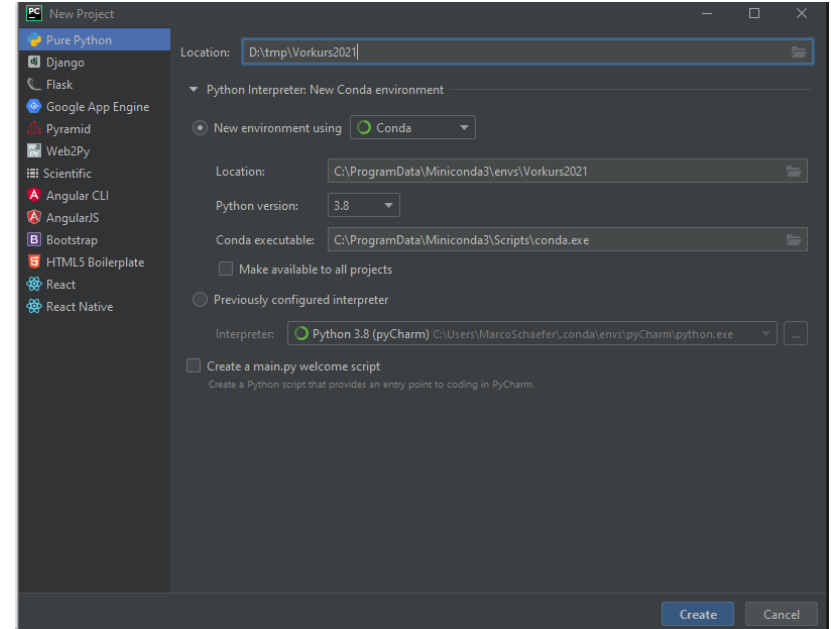 PC New Project
Pure Python
Django
Flask
Google App Engine
Pyramid
Web2Py
Scientific
Angular CLI
AngularJS
Bootstrap
HTML5 Boilerplate
React
React Native
Location: D:\tmp\Vorkurs2021
Python Interpreter: New Conda environment
New environment using Conda
Location: C:\ProgramData\Miniconda3\envs\Vorkurs2021
Python version: 3.8
Conda executable: C:\ProgramData\Miniconda3\Scripts\conda.exe
Make available to all projects
Previously configured interpreter
Interpreter: Python 3.8 (pyCharm) C:\Users\MarcoSchaefer\.conda\envs\pyCharm\python.exe ...
Create a main.py welcome script
Create a Python script that provides an entry point to coding in PyCharm.
Create Cancel